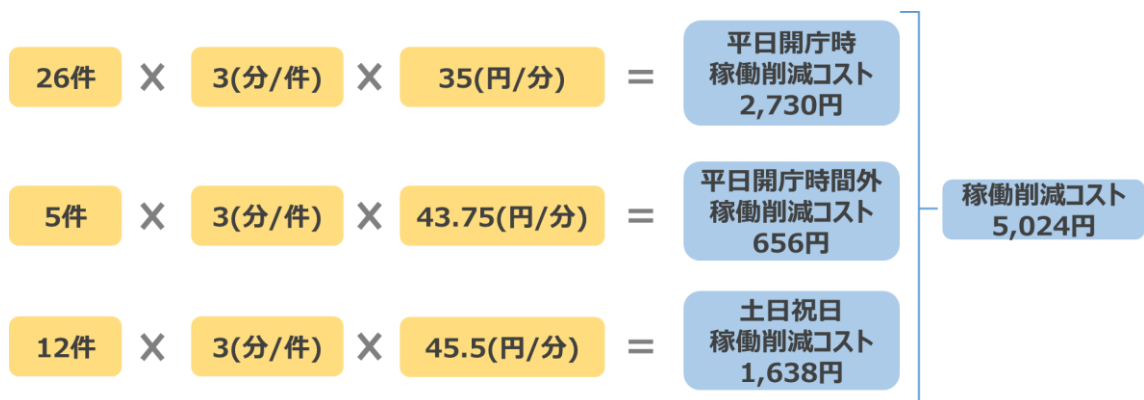 26件 × 3(分/件) × 35(円/分) = 平日開庁時
稼働削減コスト
2,730円
5件 × 3(分/件) × 43.75(円/分) = 平日開庁時間外
稼働削減コスト
656円
12件 × 3(分/件) × 45.5(円/分) = 土日祝日
稼働削減コスト
1,638円
稼働削減コスト
5,024円